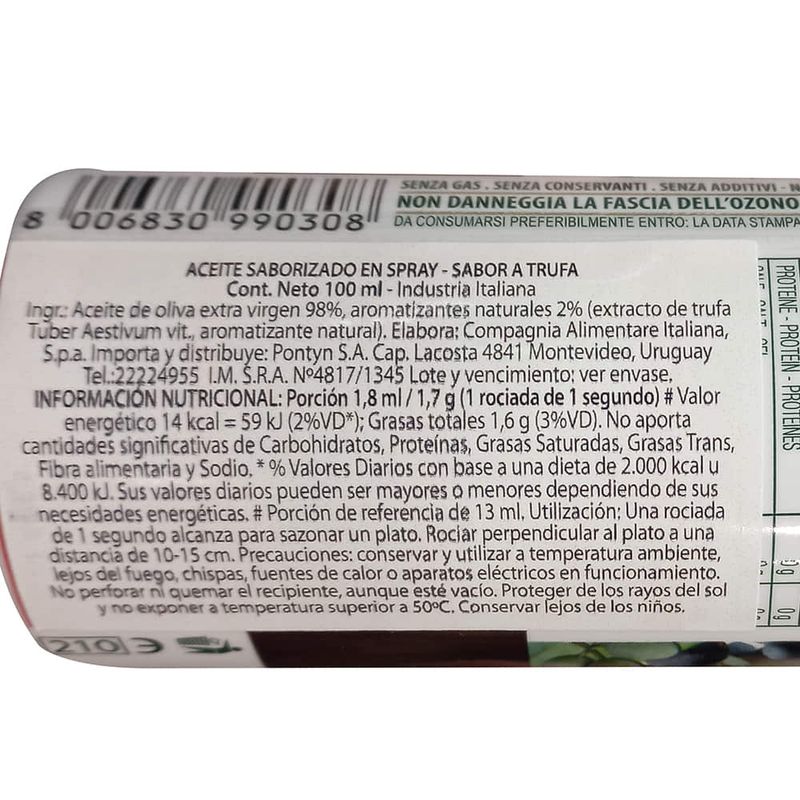 8 006830 990308
SENZA GAS . SENZA CONSERVANTI . SENZA ADDITIVI - N
NON DANNEGGIA LA FASCIA DELL'OZONO
DA CONSUMARSI PREFERIBILMENTE ENTRO: LA DATA STAMPA
ACEITE SABORIZADO EN SPRAY - SABOR A TRUFA
Cont. Neto 100 ml - Industria Italiana
Ingr.: Aceite de oliva extra virgen 98%, aromatizantes naturales 2% (extracto de trufa
Tuber Aestivum vit., aromatizante natural). Elabora: Compagnia Alimentare Italiana,
S.p.a. Importa y distribuye: Pontyn S.A. Cap. Lacosta 4841 Montevideo, Uruguay
Tel.:22224955 I.M. S.R.A. Nº4817/1345 Lote y vencimiento: ver envase.
INFORMACIÓN NUTRICIONAL: Porción 1,8 ml / 1,7 g (1 rociada de 1 segundo) # Valor
energético 14 kcal = 59 kJ (2%VD*); Grasas totales 1,6 g (3%VD). No aporta
cantidades significativas de Carbohidratos, Proteínas, Grasas Saturadas, Grasas Trans,
Fibra alimentaria y Sodio. * % Valores Diarios con base a una dieta de 2.000 kcal u
8.400 kJ. Sus valores diarios pueden ser mayores o menores dependiendo de sus
necesidades energéticas. # Porción de referencia de 13 ml. Utilización: Una rociada
de 1 segundo alcanza para sazonar un plato. Rociar perpendicular al plato a una
distancia de 10-15 cm. Precauciones: conservar y utilizar a temperatura ambiente,
lejos del fuego, chispas, fuentes de calor o aparatos eléctricos en funcionamiento.
No perforar ni quemar el recipiente, aunque esté vacío. Proteger de los rayos del sol
y no exponer a temperatura superior a 50ºC. Conservar lejos de los niños.
PROTEINE - PROTEIN - PROTEINES
0g
0g
210